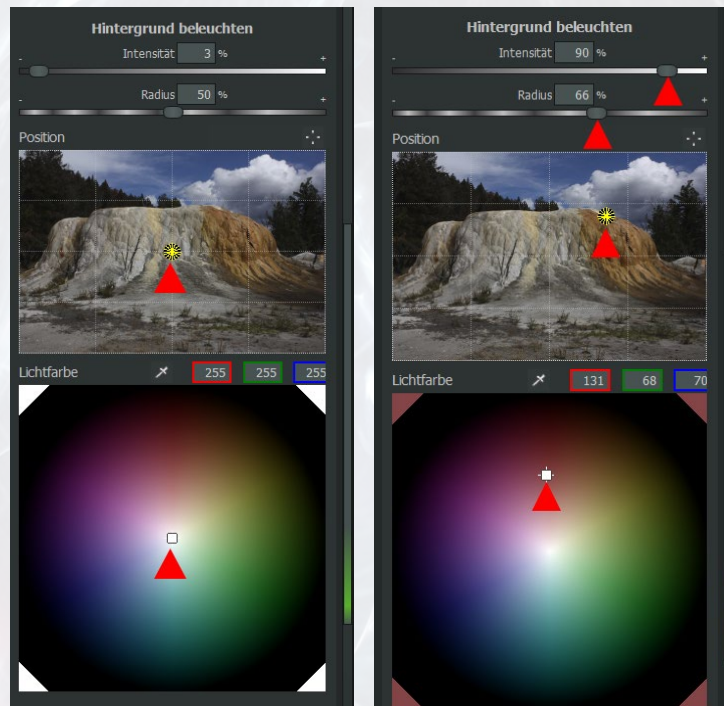 Hintergrund beleuchten
Intensität 3 %
- +
Radius 50 %
- +
Position
Lichtfarbe 255 255 255
Hintergrund beleuchten
Intensität 90 %
- +
Radius 66 %
- +
Position
Lichtfarbe 131 68 70